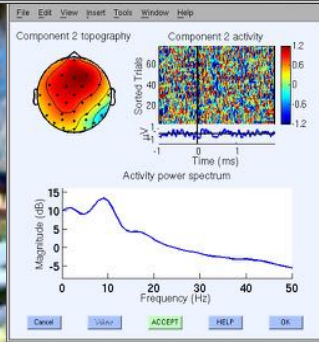 File Edit View Insert Tools Window Help
Component 2 topography
Component 2 activity
Sorted Trials
60
40
20
1.2
0.6
0
-0.6
-1.2
µV
-1 0 1
Time (ms)
Activity power spectrum
Magnitude (dB)
15
10
5
0
-5
0 10 20 30 40 50
Frequency (Hz)
Cancel ACCEPT HELP OK